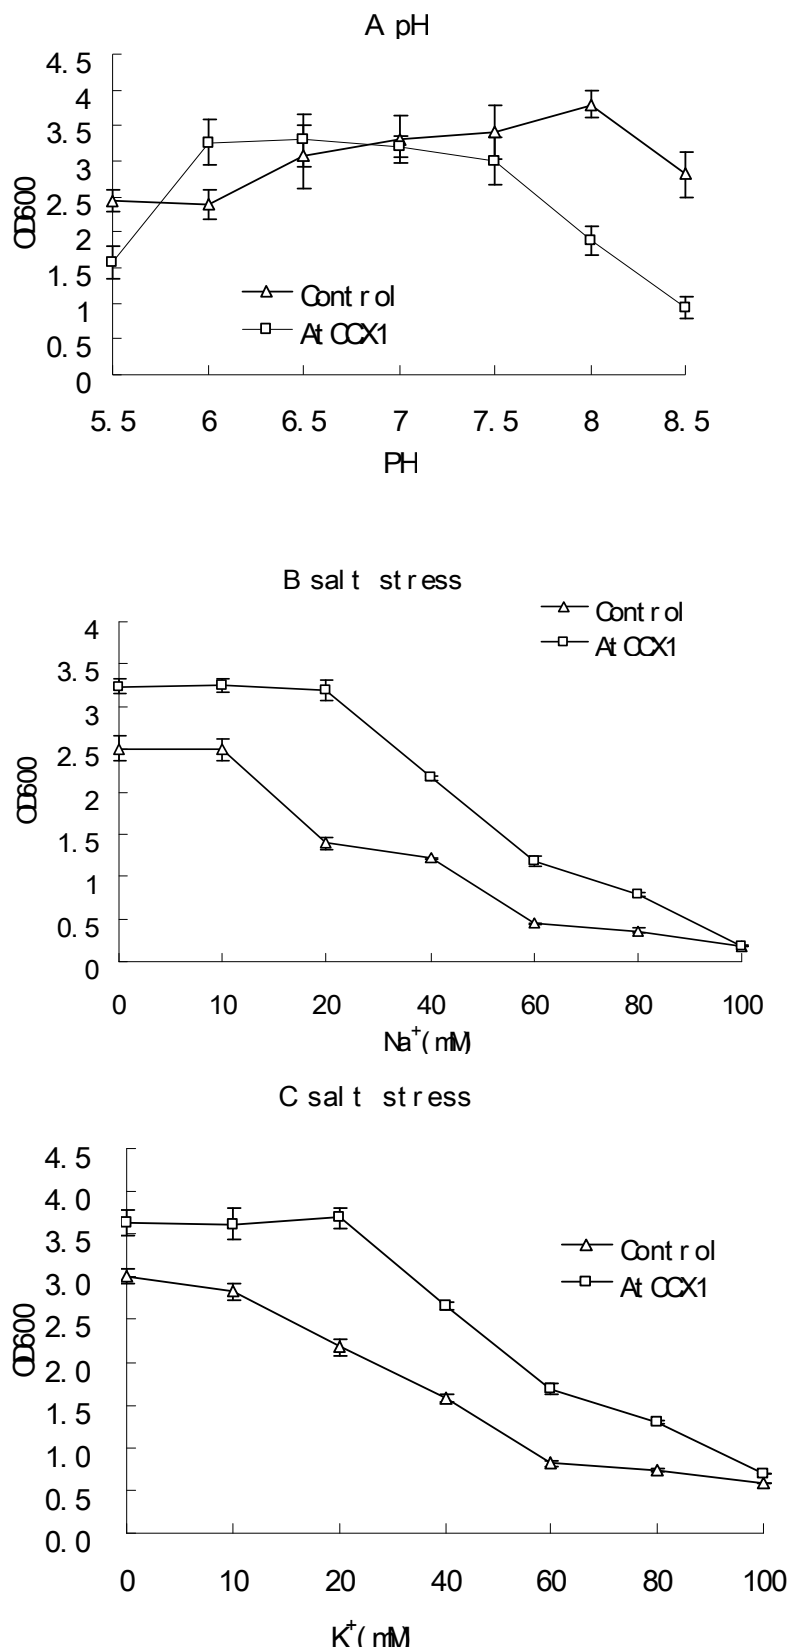 A pH
4.5
4
3.5
3
2.5
2
1.5
1
0.5
0
OD600
Control
AtCCX1
5.5 6 6.5 7 7.5 8 8.5
PH
B salt stress
Control
AtCCX1
4
3.5
3
2.5
2
1.5
1
0.5
0
OD600
0 10 20 40 60 80 100
Na⁺(mM)
C salt stress
4.5
4.0
3.5
3.0
2.5
2.0
1.5
1.0
0.5
0.0
OD600
Control
AtCCX1
0 10 20 40 60 80 100
K⁺(mM)